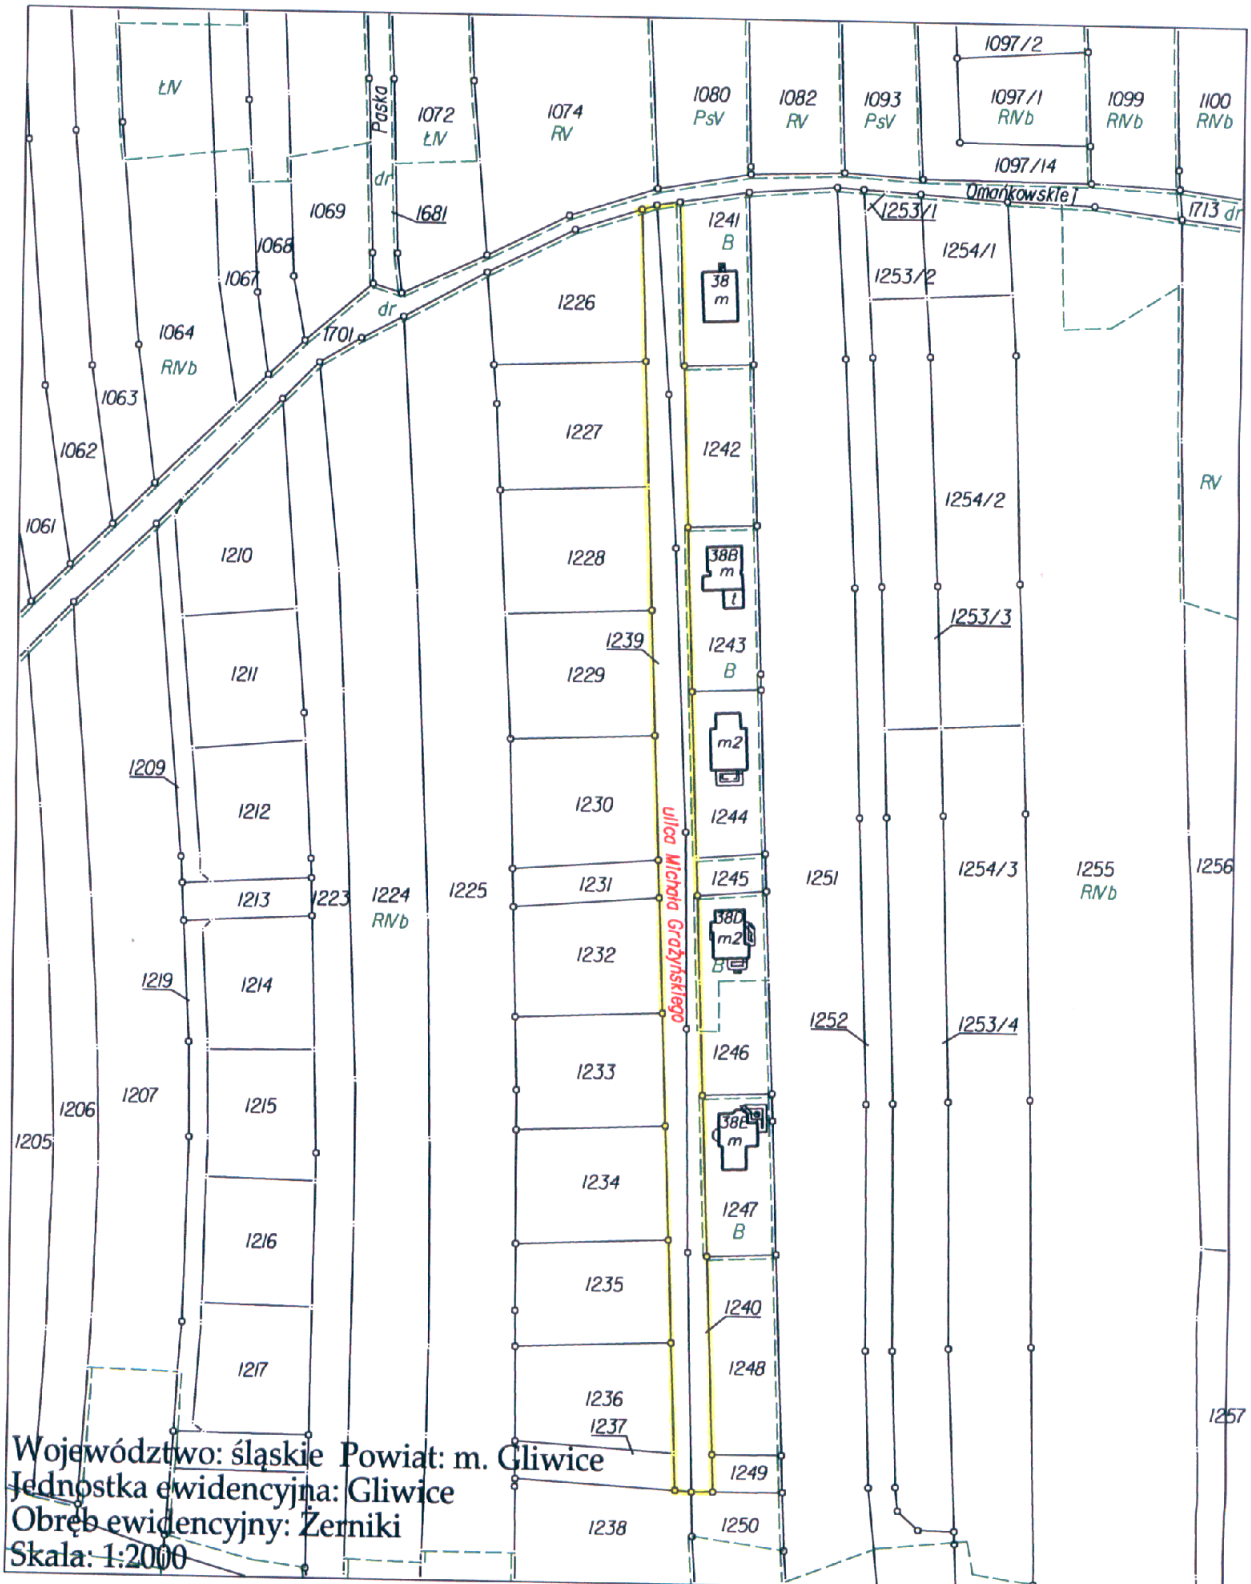 1097/2
ŁIV
Paska
1072
ŁIV
1074
RV
1080
PsV
1082
RV
1093
PsV
1097/1
RIVb
1099
RIVb
1100
RIVb
1097/14
dr
1069
1681
Omańkowskiej
1713 dr
1253/1
1241
B
1068
1067
1254/1
1253/2
38
m
1226
dr
1701
1064
RIVb
1063
1062
1227
1242
RV
1061
1254/2
1210
1228
38B
m
t
1253/3
1239
1243
B
1211
1229
m2
1209
1212
1230
1244
ulica Michała Grażyńskiego
1213
1223
1224
RIVb
1225
1231
1245
1251
1254/3
1255
RIVb
1256
38D
m2
B
1219
1214
1232
1252
1253/4
1246
1233
1207
1206
1215
1205
38E
m
1234
1247
B
1216
1235
1240
1217
1236
1248
1237
1257
Województwo: śląskie Powiat: m. Gliwice
1249
Jednostka ewidencyjna: Gliwice
Obręb ewidencyjny: Żerniki
1238
1250
Skala: 1:2000